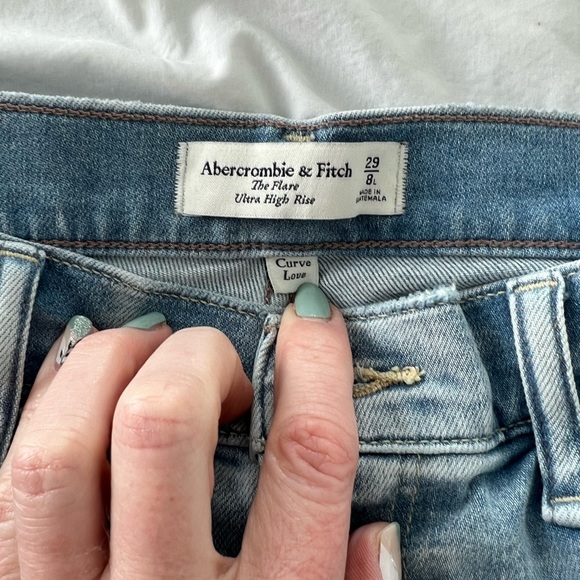 Abercrombie & Fitch
The Flare
Ultra High Rise
29
8L
MADE IN
GUATEMALA
Curve
Love